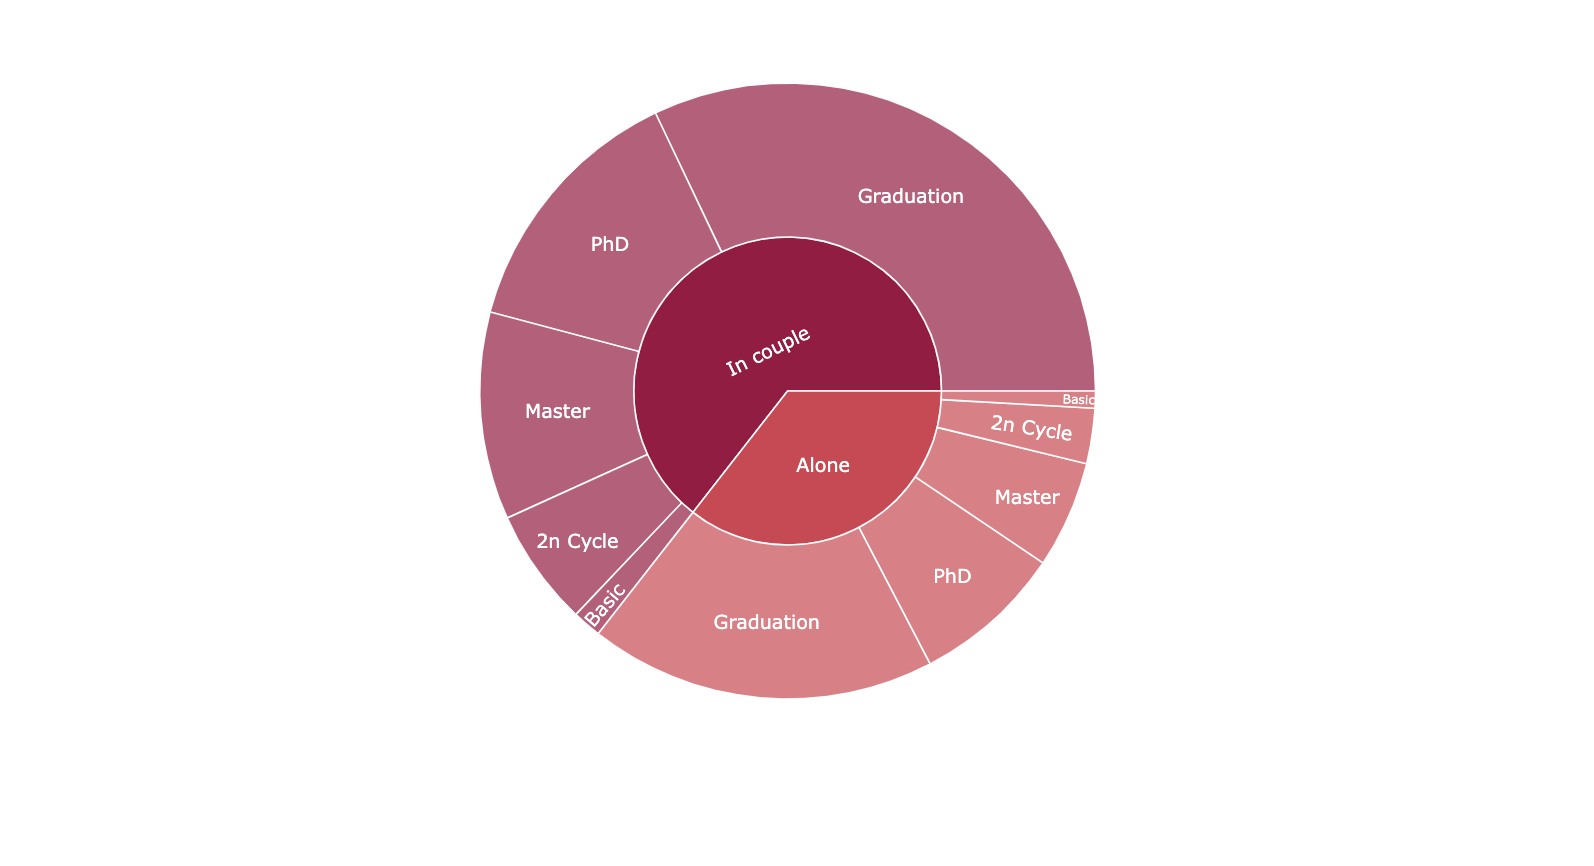 Graduation
PhD
In couple
Basic
Master
2n Cycle
Alone
Master
2n Cycle
PhD
Basic
Graduation